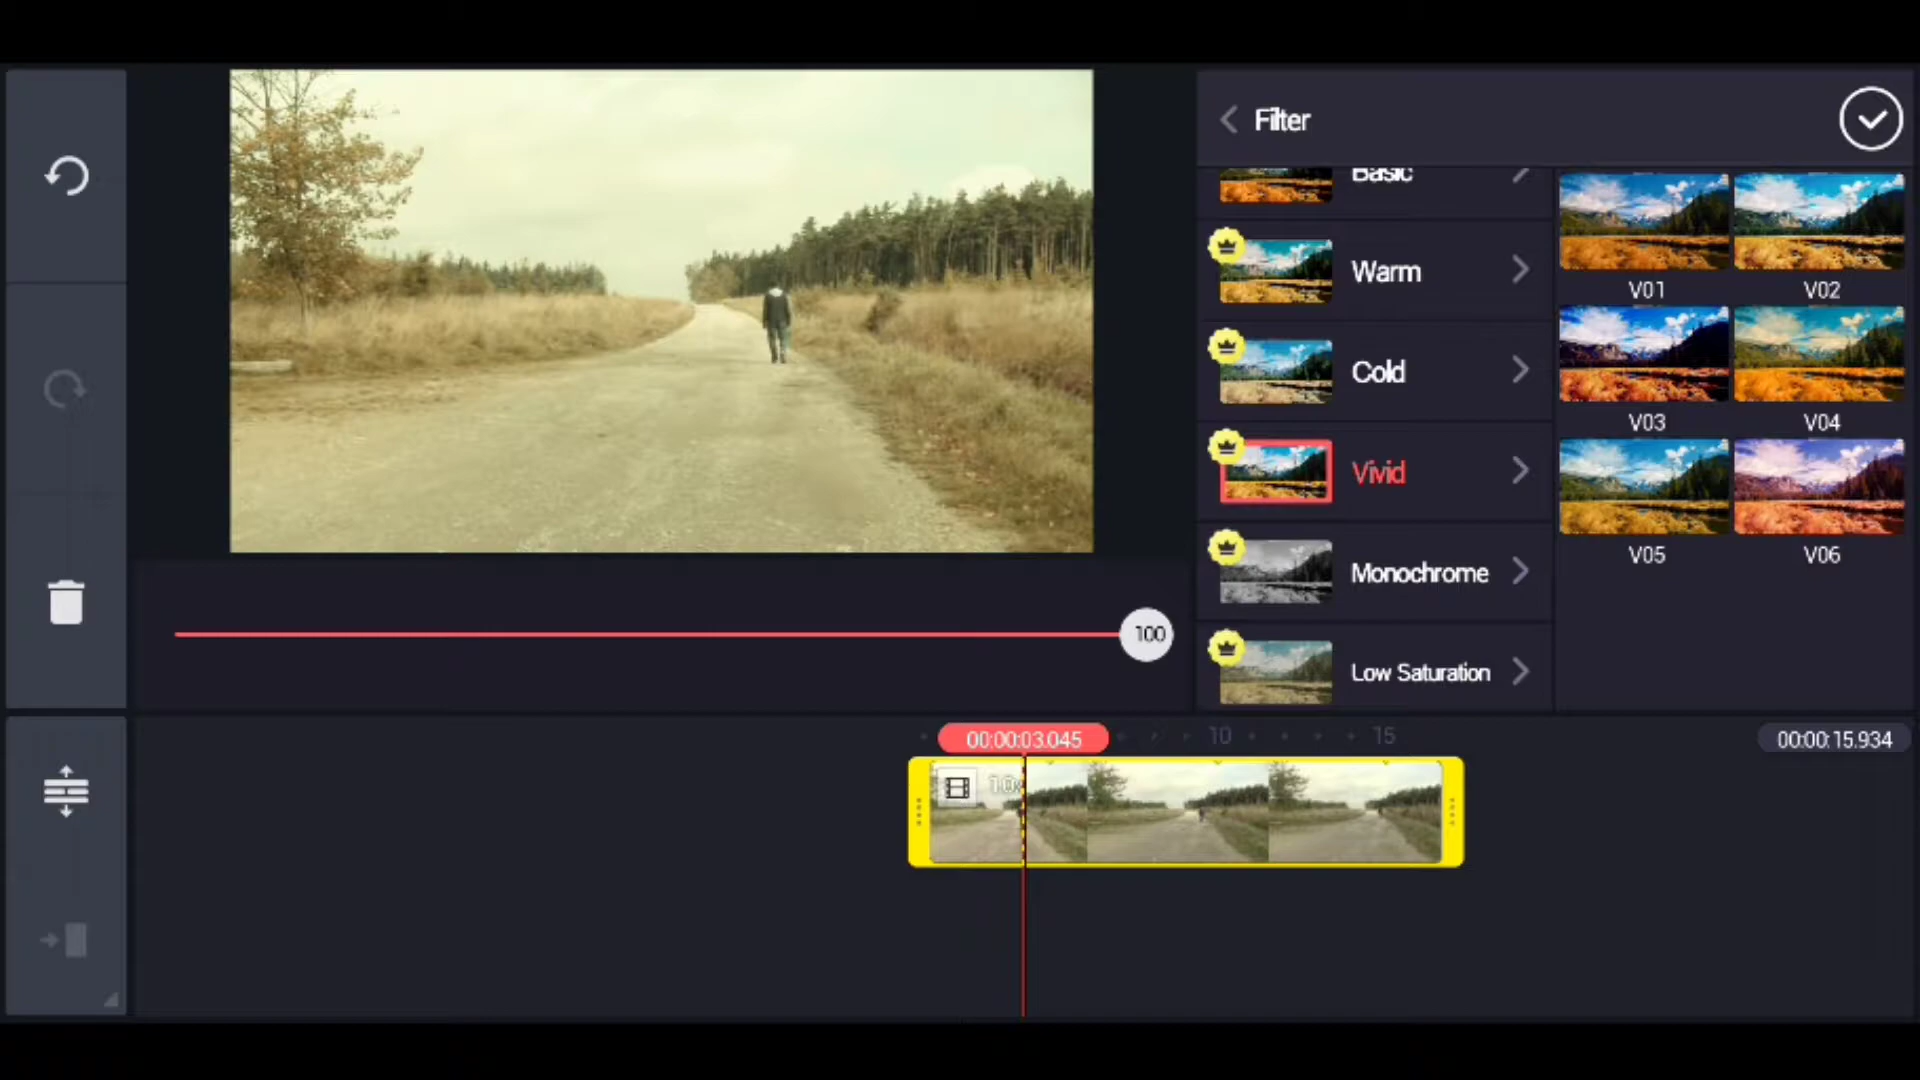 Filter
Basic
Warm
Cold
Vivid
Monochrome
Low Saturation
V01
V02
V03
V04
V05
V06
100
00:00:03.045
10
15
00:00:15.934